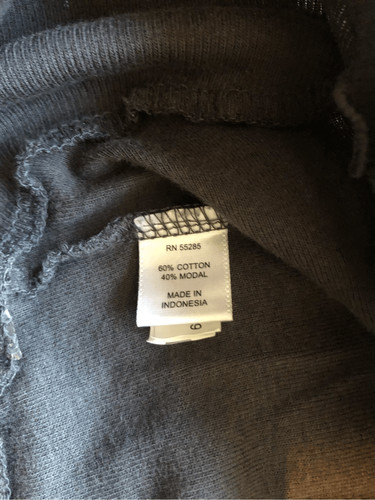 RN 55285
60% COTTON
40% MODAL
MADE IN
INDONESIA